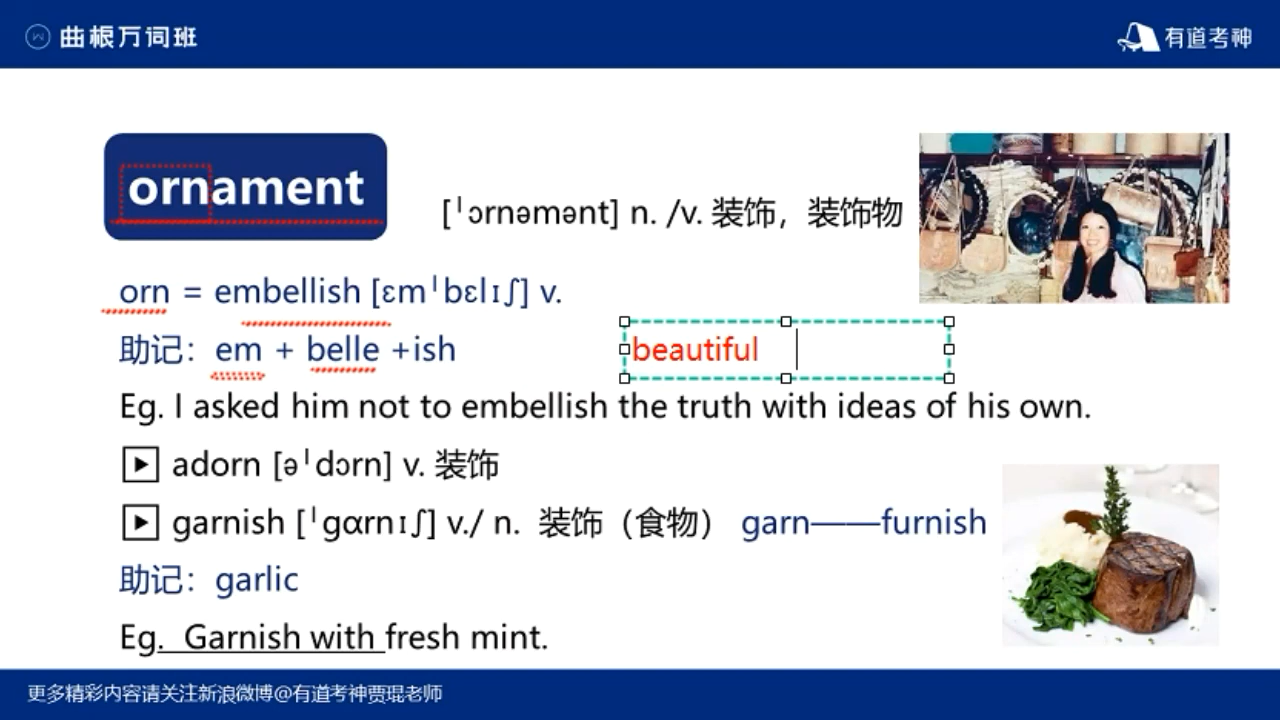 曲根万词班
有道考神
ornament
[ˈɔrnəmənt] n. /v. 装饰，装饰物
orn = embellish [ɛmˈbɛlɪʃ] v.
助记：em + belle +ish
beautiful
Eg. I asked him not to embellish the truth with ideas of his own.
adorn [əˈdɔrn] v. 装饰
garnish [ˈgɑrnɪʃ] v./ n. 装饰（食物） garn——furnish
助记：garlic
Eg. Garnish with fresh mint.
更多精彩内容请关注新浪微博@有道考神贾琨老师